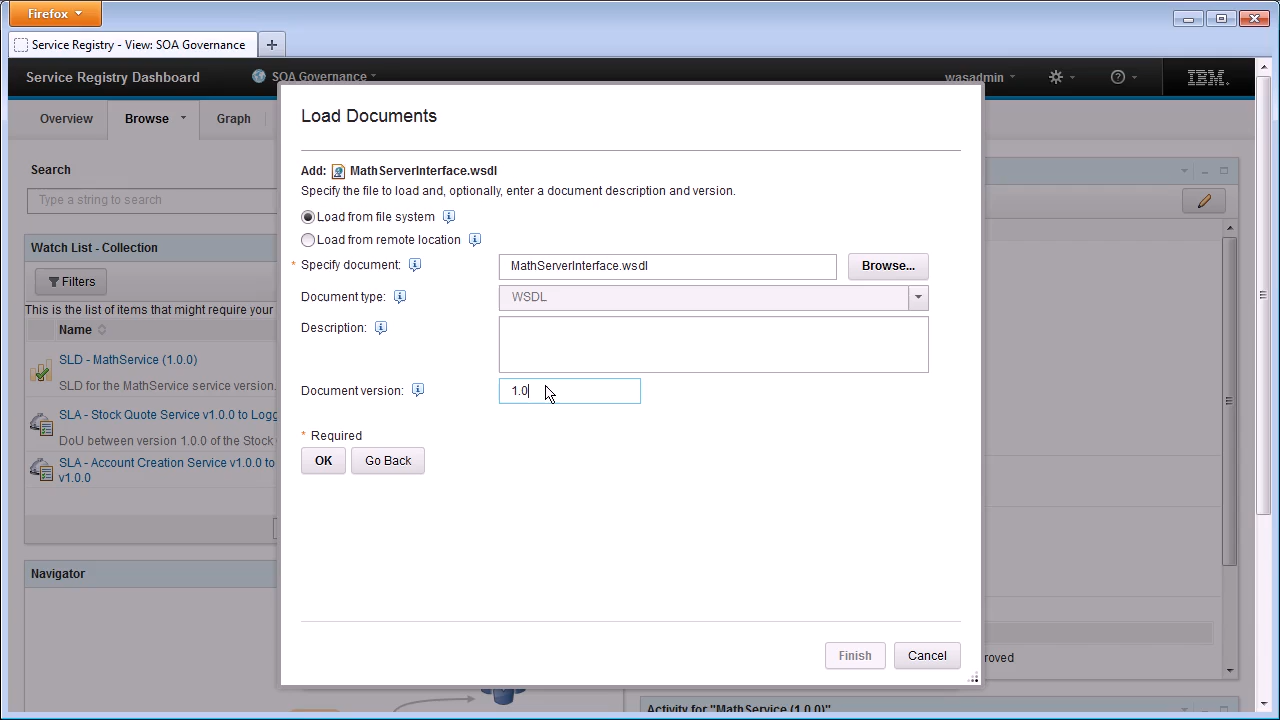 Firefox
Service Registry - View: SOA Governance
Service Registry Dashboard
SOA Governance
wasadmin
IBM.
Overview
Browse
Graph
Search
Type a string to search
Watch List - Collection
Filters
This is the list of items that might require your
Name
SLD - MathService (1.0.0)
SLD for the MathService service version.
SLA - Stock Quote Service v1.0.0 to Logg
DoU between version 1.0.0 of the Stock
SLA - Account Creation Service v1.0.0 to
v1.0.0
Navigator
Load Documents
Add: MathServerInterface.wsdl
Specify the file to load and, optionally, enter a document description and version.
Load from file system
Load from remote location
* Specify document: MathServerInterface.wsdl Browse...
Document type: WSDL
Description:
Document version: 1.0
* Required
OK Go Back
Finish Cancel
roved
Activity for "MathService (1.0.0)"